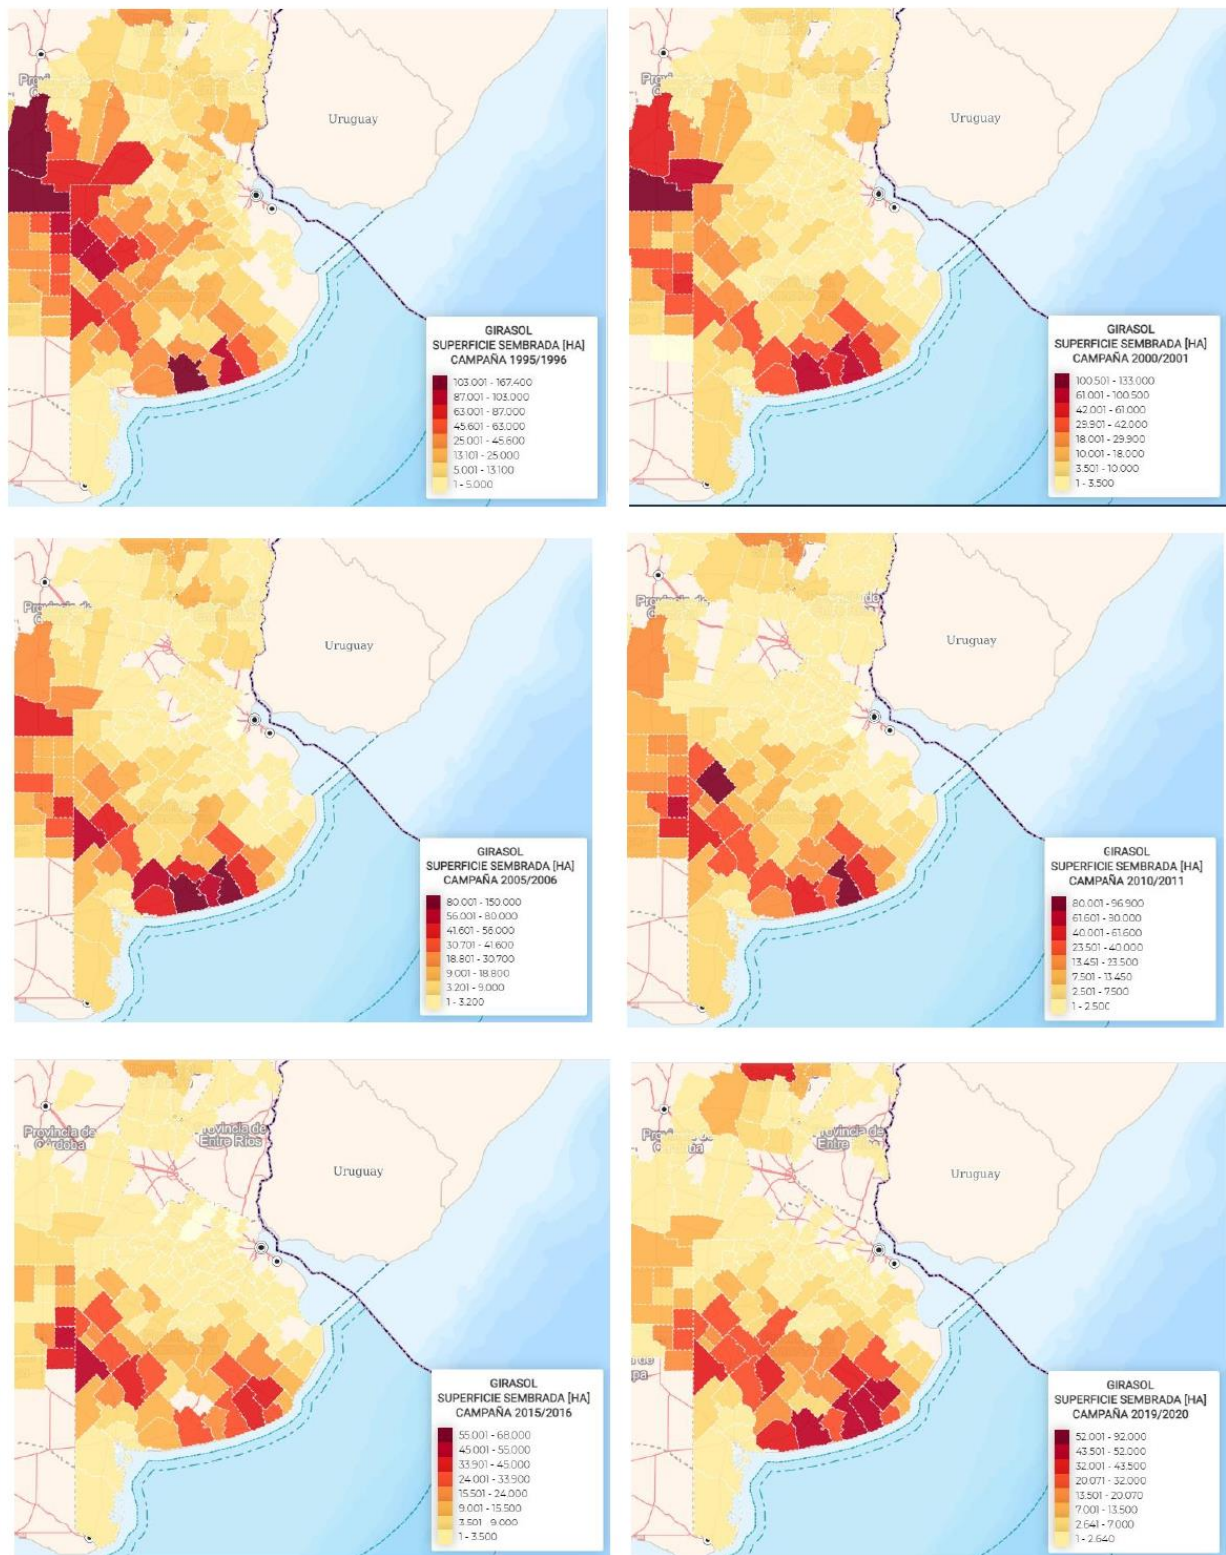 Uruguay
GIRASOL
SUPERFICIE SEMBRADA [HA]
CAMPAÑA 1995/1996
103.001 - 167.400
87.001 - 103.000
63.001 - 87.000
45.601 - 63.000
25.001 - 45.600
13.101 - 25.000
5.001 - 13.100
1 - 5.000
Uruguay
GIRASOL
SUPERFICIE SEMBRADA [HA]
CAMPAÑA 2000/2001
100.501 - 133.000
61.001 - 100.500
42.001 - 61.000
29.901 - 42.000
18.001 - 29.900
10.001 - 18.000
3.501 - 10.000
1 - 3.500
Uruguay
GIRASOL
SUPERFICIE SEMBRADA [HA]
CAMPAÑA 2005/2006
80.001 - 150.000
56.001 - 80.000
41.601 - 56.000
30.701 - 41.600
18.801 - 30.700
9.001 - 18.800
3.201 - 9.000
1 - 3.200
Uruguay
GIRASOL
SUPERFICIE SEMBRADA [HA]
CAMPAÑA 2010/2011
80.001 - 96.900
61.601 - 80.000
40.001 - 61.600
23.501 - 40.000
13.451 - 23.500
7.501 - 13.450
2.501 - 7.500
1 - 2.500
Provincia de
Córdoba
Provincia de
Entre Ríos
Uruguay
GIRASOL
SUPERFICIE SEMBRADA [HA]
CAMPAÑA 2015/2016
55.001 - 68.000
45.001 - 55.000
33.901 - 45.000
24.001 - 33.900
15.501 - 24.000
9.001 - 15.500
3.501 - 9.000
1 - 3.500
Entre
Uruguay
GIRASOL
SUPERFICIE SEMBRADA [HA]
CAMPAÑA 2019/2020
52.001 - 92.000
43.501 - 52.000
32.001 - 43.500
20.071 - 32.000
13.501 - 20.070
7.001 - 13.500
2.641 - 7.000
1 - 2.640